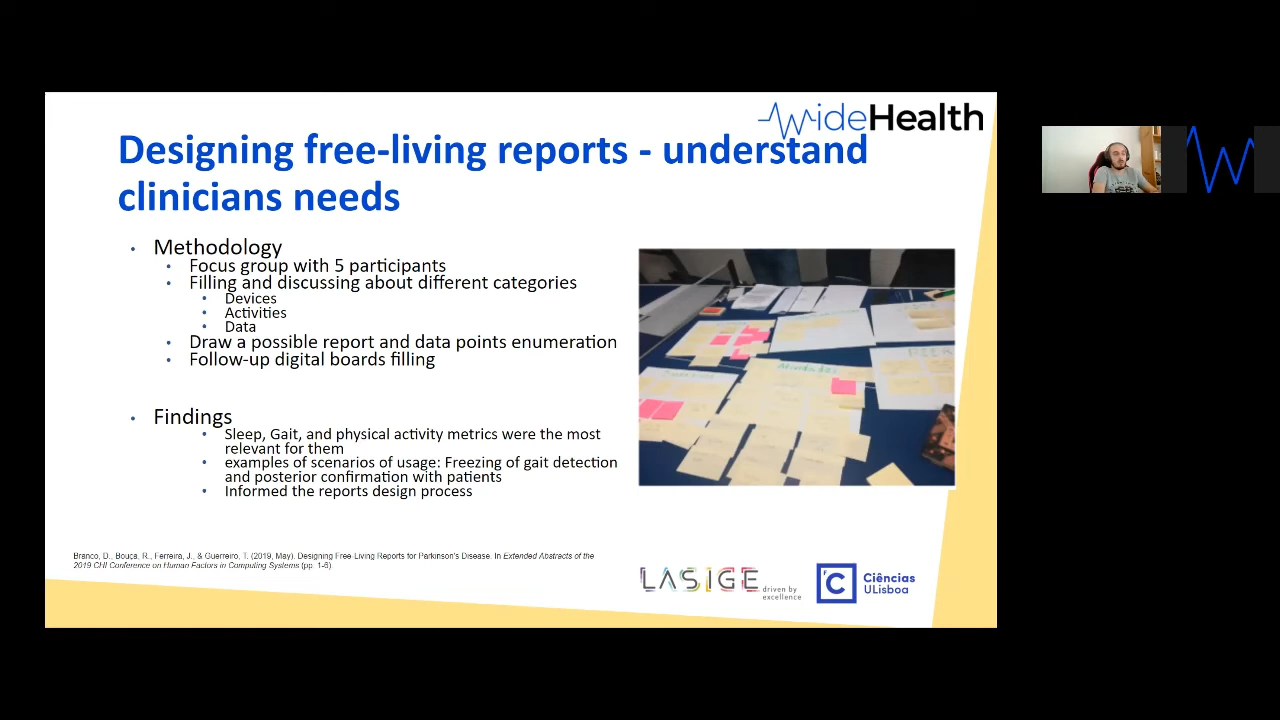 WideHealth
Designing free-living reports - understand
clinicians needs
• Methodology
• Focus group with 5 participants
• Filling and discussing about different categories
• Devices
• Activities
• Data
• Draw a possible report and data points enumeration
• Follow-up digital boards filling
• Findings
• Sleep, Gait, and physical activity metrics were the most
relevant for them
• examples of scenarios of usage: Freezing of gait detection
and posterior confirmation with patients
• Informed the reports design process
Atividades
Branco, D., Bouça, R., Ferreira, J., & Guerreiro, T. (2019, May). Designing Free-Living Reports for Parkinson's Disease. In Extended Abstracts of the
2019 CHI Conference on Human Factors in Computing Systems (pp. 1-6).
LASIGE
driven by
excellence
Ciências
ULisboa